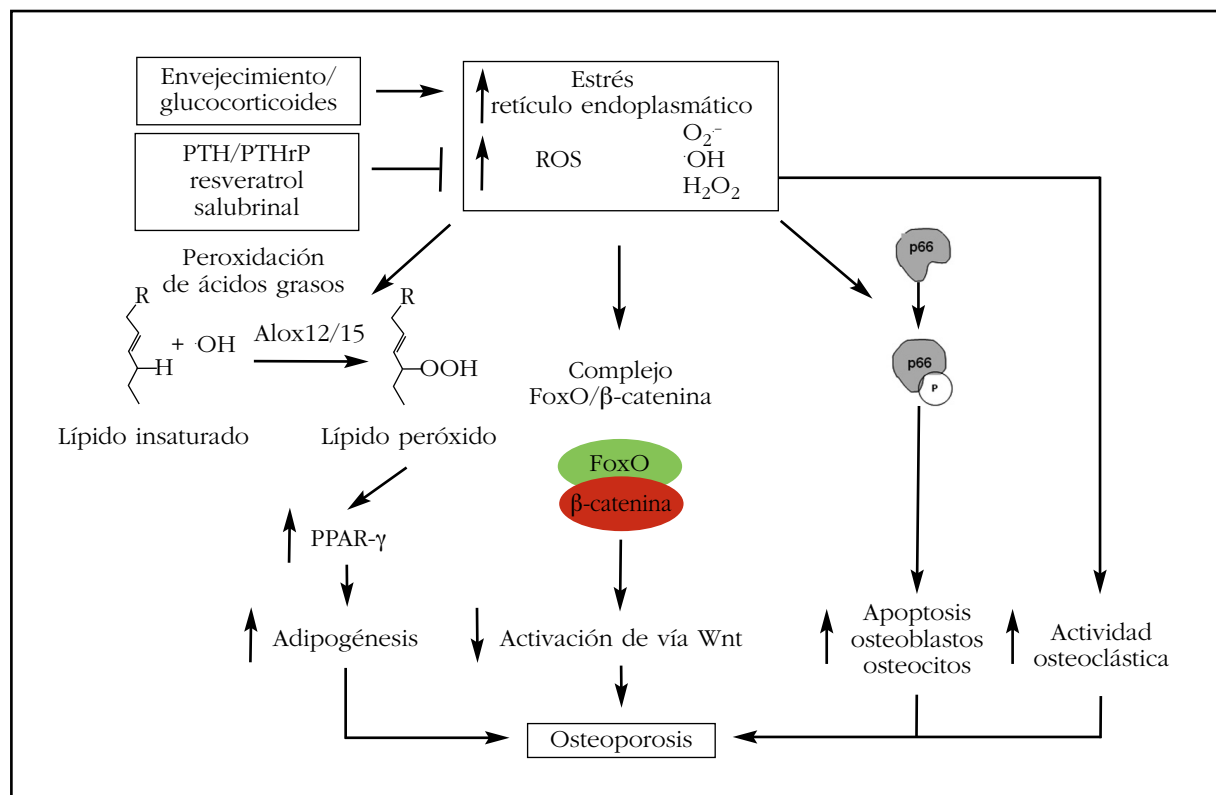 Envejecimiento/
glucocorticoides
PTH/PTHrP
resveratrol
salubrinal
Estrés
retículo endoplasmático
ROS
O₂·⁻
·OH
H₂O₂
Peroxidación
de ácidos grasos
R
H
+ ·OH
Alox12/15
R
OOH
Lípido insaturado
Lípido peróxido
PPAR-γ
Adipogénesis
Complejo
FoxO/β-catenina
FoxO
β-catenina
Activación de vía Wnt
p66
p66
P
Apoptosis
osteoblastos
osteocitos
Actividad
osteoclástica
Osteoporosis